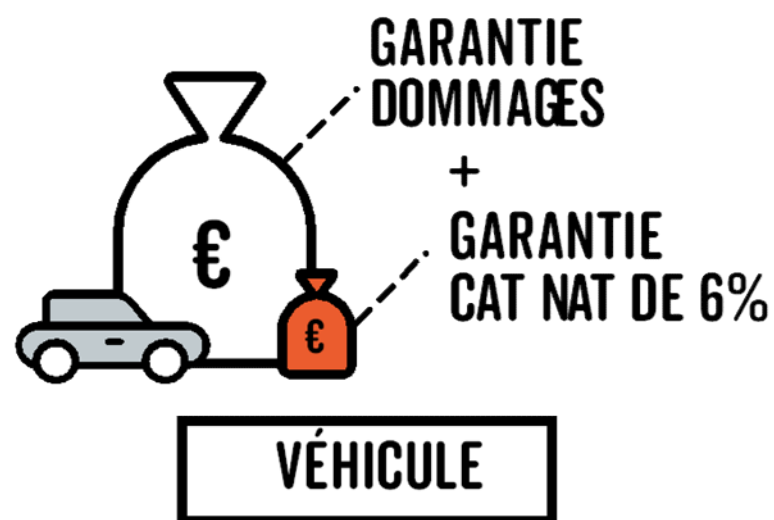 GARANTIE
DOMMAGES
+
GARANTIE
CAT NAT DE 6%
€
€
VÉHICULE